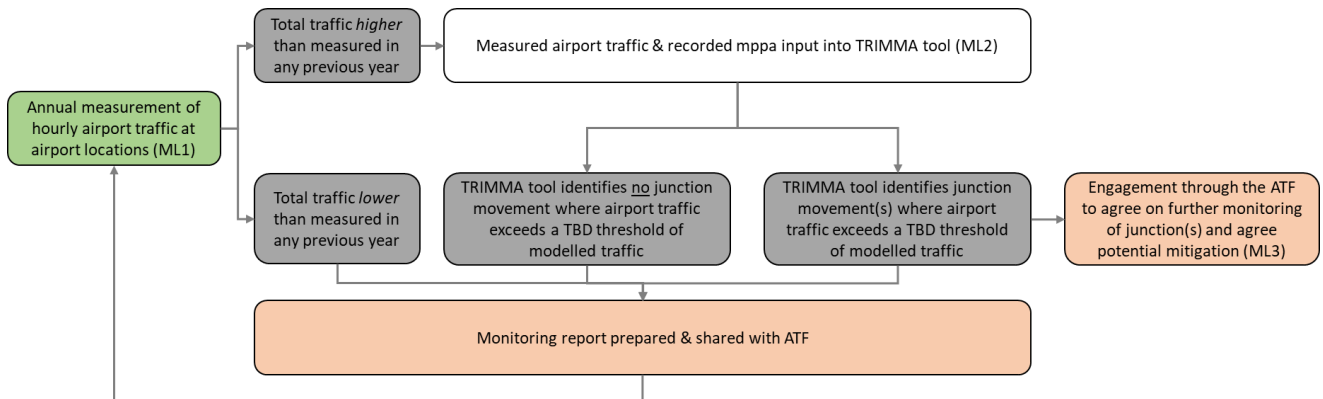 Total traffic higher
than measured in
any previous year
Measured airport traffic & recorded mppa input into TRIMMA tool (ML2)
Annual measurement of
hourly airport traffic at
airport locations (ML1)
Total traffic lower
than measured in
any previous year
TRIMMA tool identifies no junction
movement where airport traffic
exceeds a TBD threshold of
modelled traffic
TRIMMA tool identifies junction
movement(s) where airport
traffic exceeds a TBD threshold
of modelled traffic
Engagement through the ATF
to agree on further monitoring
of junction(s) and agree
potential mitigation (ML3)
Monitoring report prepared & shared with ATF